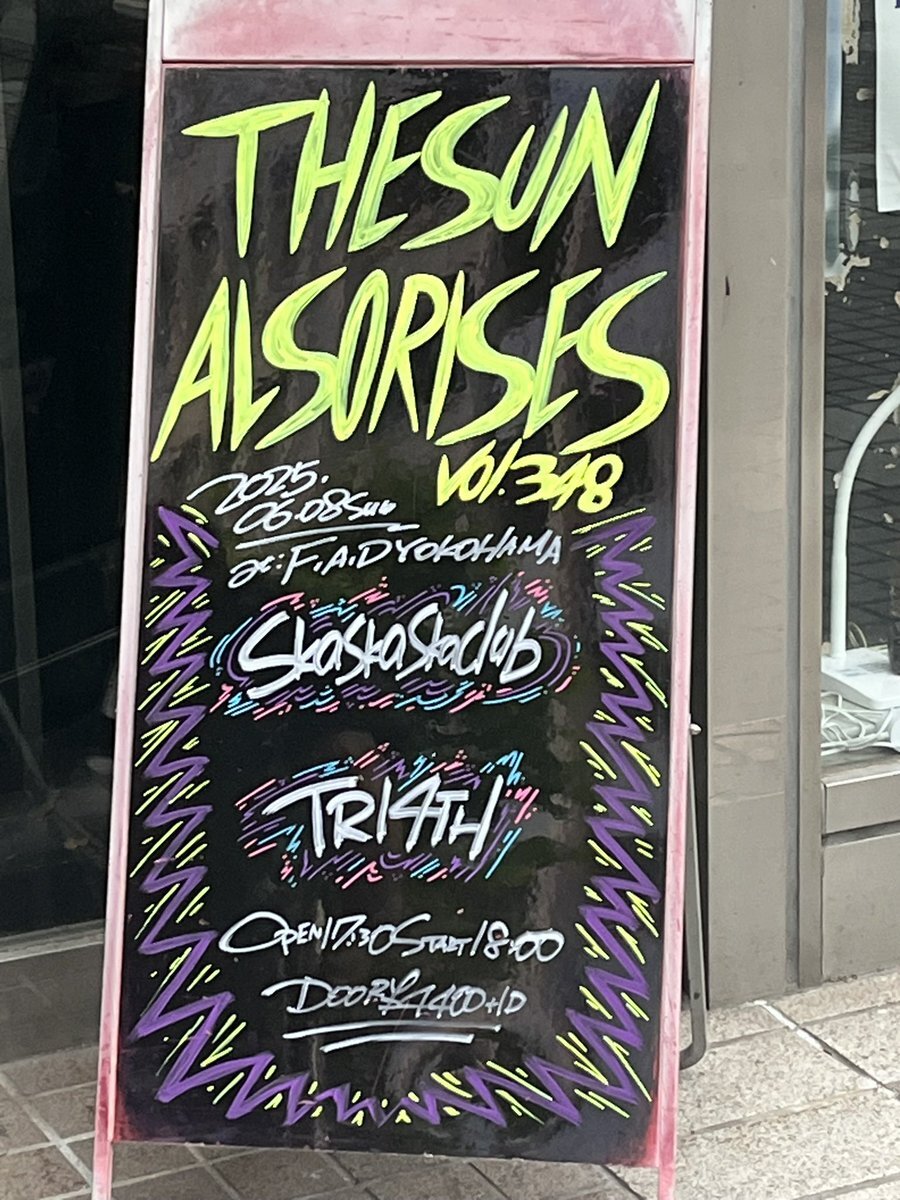 THE SUN
ALSO RISES
VOL.348
2025.
06.08 Sun
at: F.A.D YOKOHAMA
SkaSkaSkaclub
TRI4TH
OPEN/17:30 START/18:00
DOOR/¥4400+1D